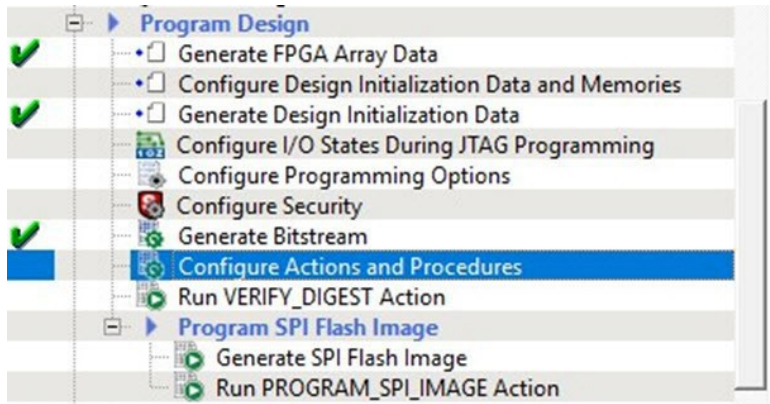 Program Design
Generate FPGA Array Data
Configure Design Initialization Data and Memories
Generate Design Initialization Data
Configure I/O States During JTAG Programming
Configure Programming Options
Configure Security
Generate Bitstream
Configure Actions and Procedures
Run VERIFY_DIGEST Action
Program SPI Flash Image
Generate SPI Flash Image
Run PROGRAM_SPI_IMAGE Action